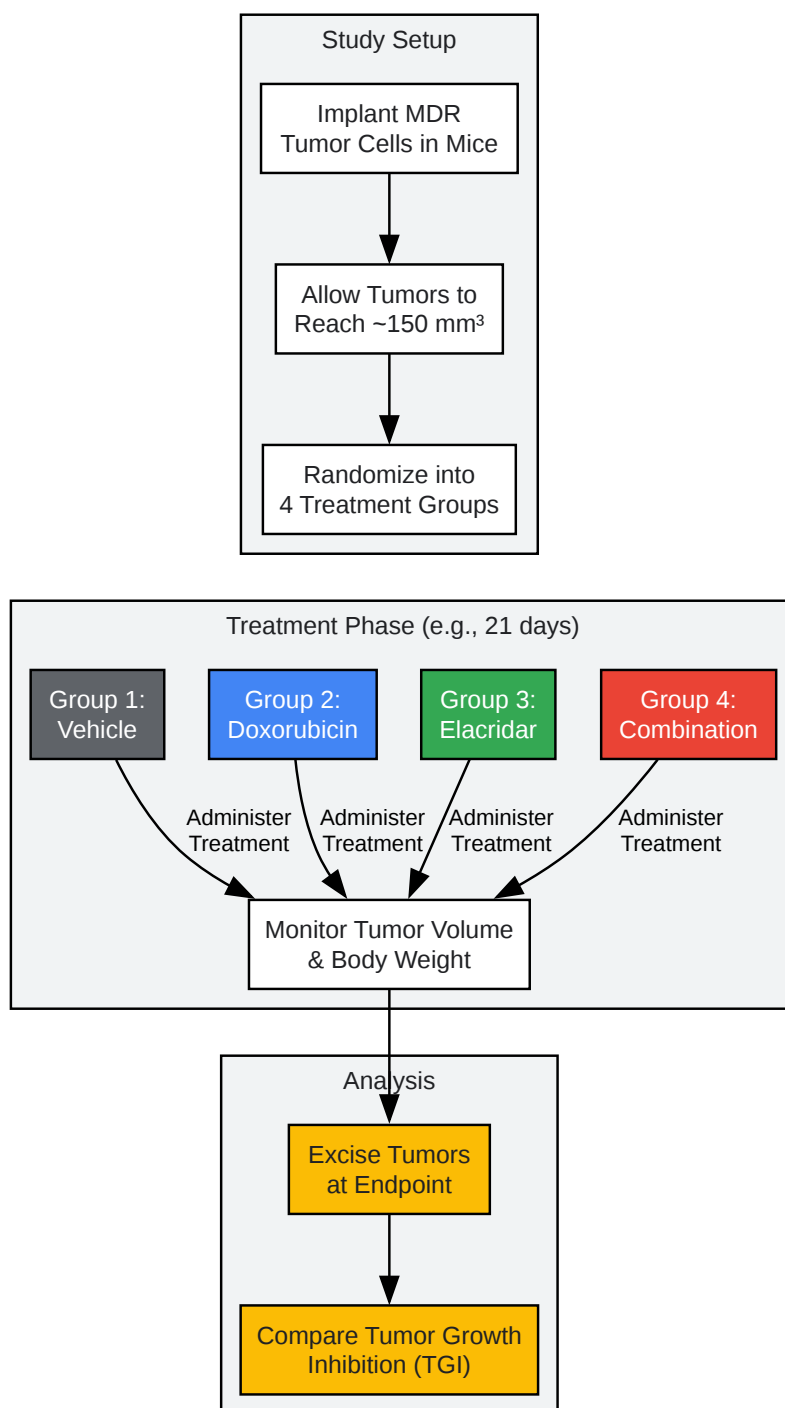 Study Setup
Implant MDR
Tumor Cells in Mice
Allow Tumors to
Reach ~150 mm³
Randomize into
4 Treatment Groups
Treatment Phase (e.g., 21 days)
Group 1:
Vehicle
Group 2:
Doxorubicin
Group 3:
Elacridar
Group 4:
Combination
Administer
Treatment
Administer
Treatment
Administer
Treatment
Administer
Treatment
Monitor Tumor Volume
& Body Weight
Analysis
Excise Tumors
at Endpoint
Compare Tumor Growth
Inhibition (TGI)